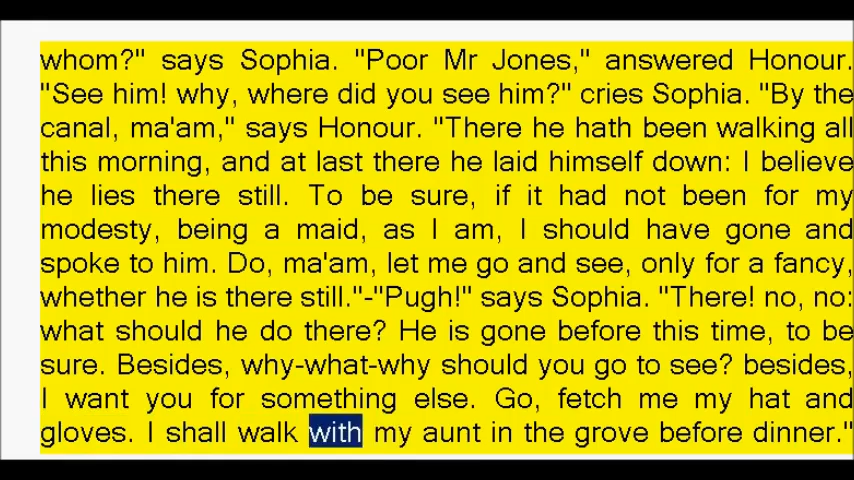 whom?" says Sophia. "Poor Mr Jones," answered Honour.
"See him! why, where did you see him?" cries Sophia. "By the
canal, ma'am," says Honour. "There he hath been walking all
this morning, and at last there he laid himself down: I believe
he lies there still. To be sure, if it had not been for my
modesty, being a maid, as I am, I should have gone and
spoke to him. Do, ma'am, let me go and see, only for a fancy,
whether he is there still."-"Pugh!" says Sophia. "There! no, no:
what should he do there? He is gone before this time, to be
sure. Besides, why-what-why should you go to see? besides,
I want you for something else. Go, fetch me my hat and
gloves. I shall walk with my aunt in the grove before dinner."